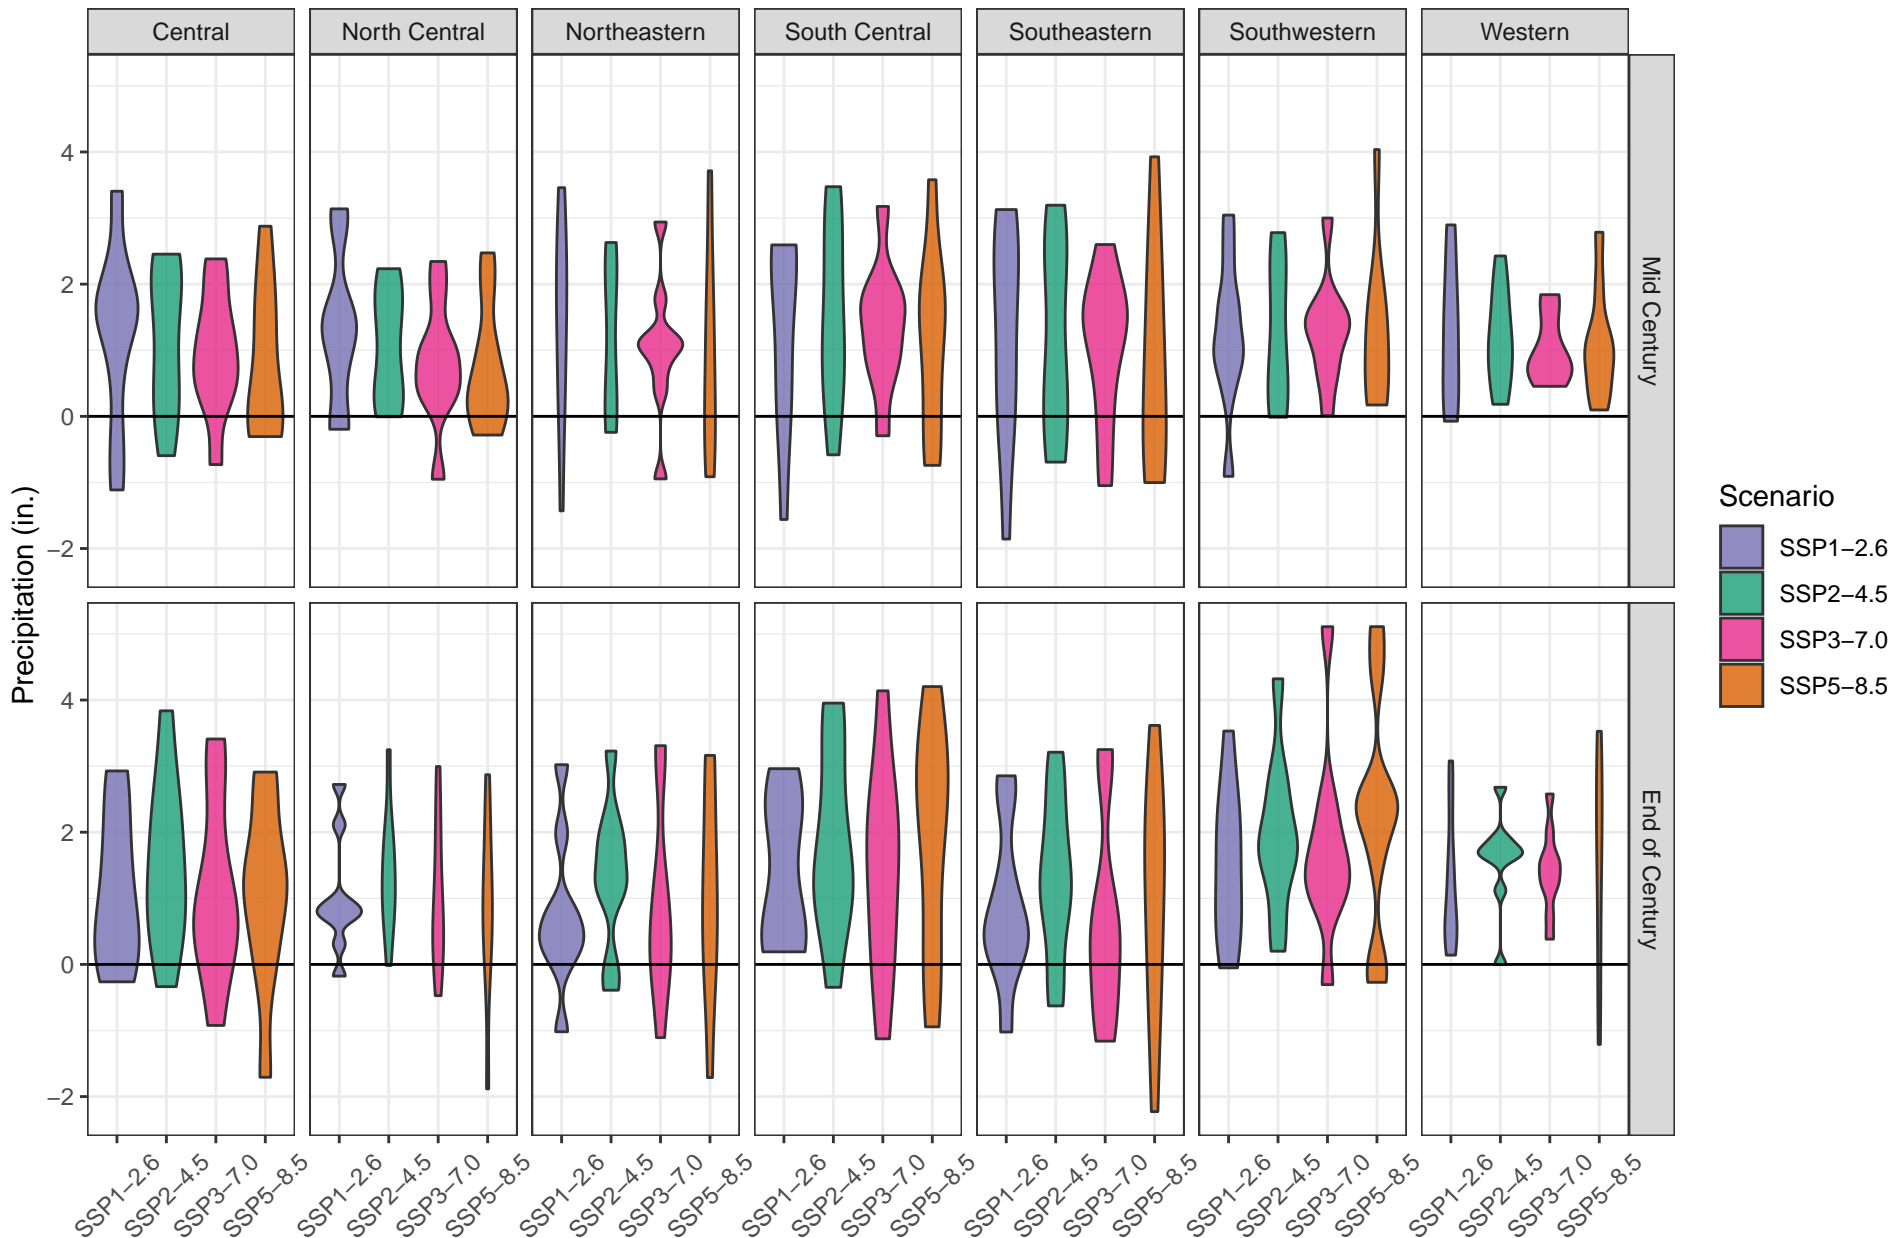 Central North Central Northeastern South Central Southeastern Southwestern Western
4
2
0
−2
Mid Century
4
2
0
−2
End of Century
Precipitation (in.)
SSP1−2.6 SSP2−4.5 SSP3−7.0 SSP5−8.5 SSP1−2.6 SSP2−4.5 SSP3−7.0 SSP5−8.5 SSP1−2.6 SSP2−4.5 SSP3−7.0 SSP5−8.5 SSP1−2.6 SSP2−4.5 SSP3−7.0 SSP5−8.5 SSP1−2.6 SSP2−4.5 SSP3−7.0 SSP5−8.5 SSP1−2.6 SSP2−4.5 SSP3−7.0 SSP5−8.5 SSP1−2.6 SSP2−4.5 SSP3−7.0 SSP5−8.5
Scenario
SSP1−2.6
SSP2−4.5
SSP3−7.0
SSP5−8.5